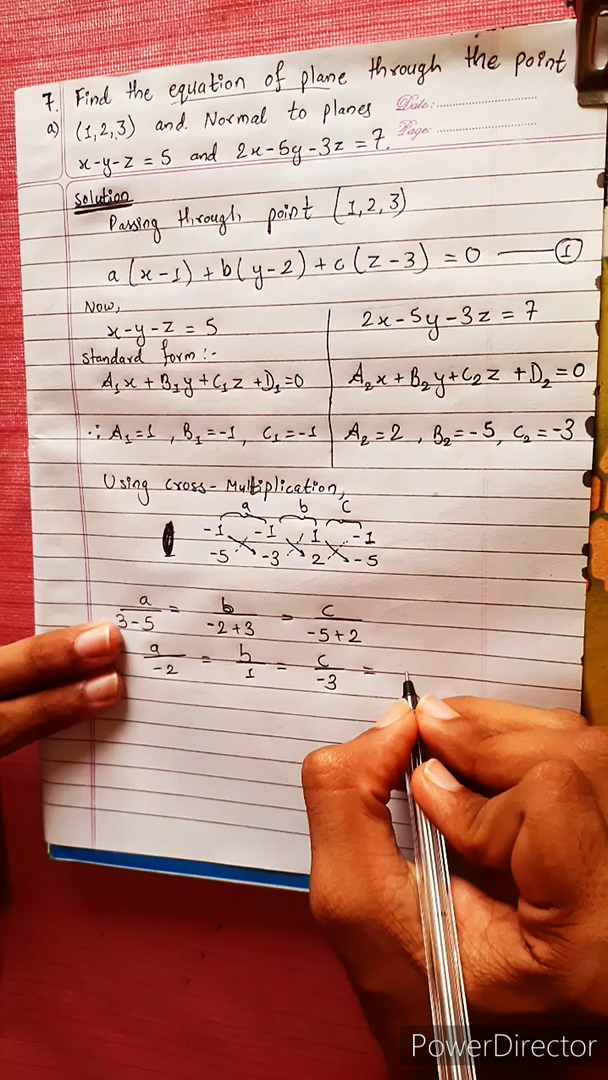 7. Find the equation of plane through the point
a) (1,2,3) and Normal to planes
Date:
x-y-z = 5 and 2x-5y-3z = 7.
Page:
Solution
Passing through point (1,2,3)
a(x-1) + b(y-2) + c(z-3) = 0 —— ①
Now,
x-y-z = 5
2x-5y-3z = 7
standard form:-
A₁x + B₁y + C₁z + D₁ = 0
A₂x + B₂y + C₂z + D₂ = 0
∴ A₁=1, B₁=-1, C₁=-1
A₂=2, B₂=-5, C₂=-3
Using Cross-Multiplication,
a b c
-1 -1 1 -1
-5 -3 2 -5
a/3-5 = b/-2+3 = c/-5+2
a/-2 = b/1 = c/-3 =
PowerDirector